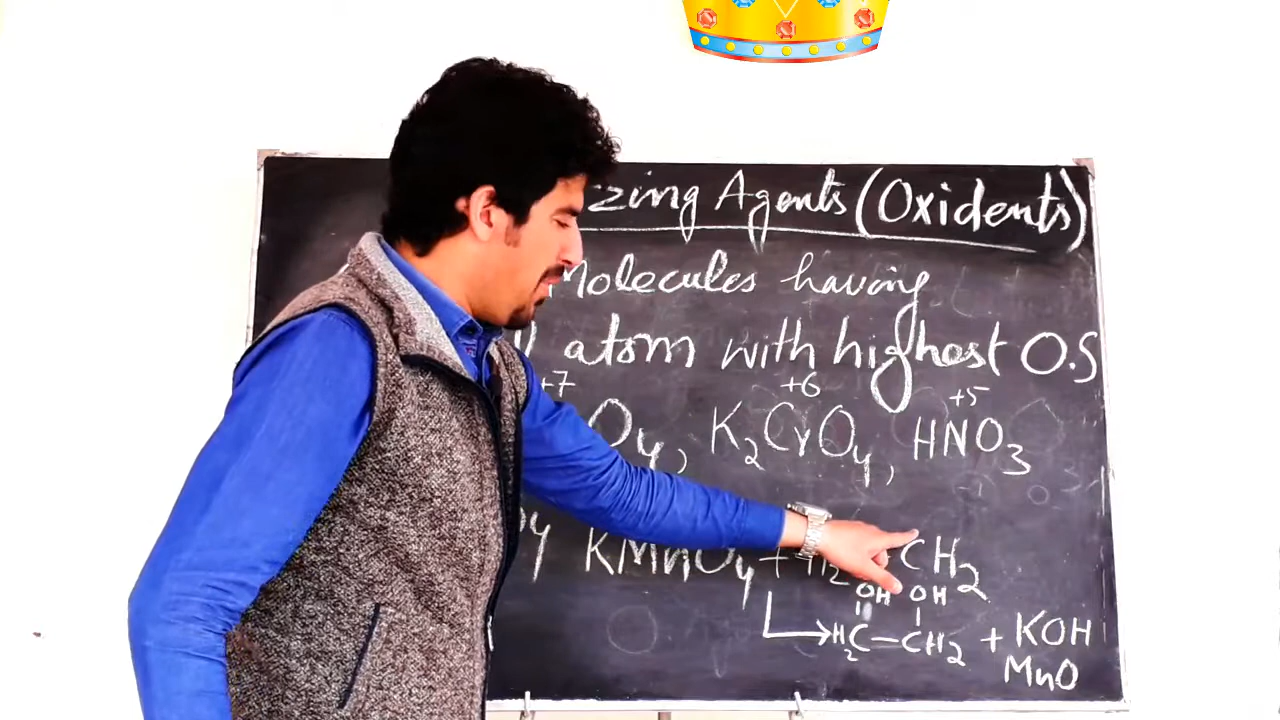 zing Agents (Oxidents)
Molecules having
atom with highest O.S
+7 +6 +5
O4, K2CrO4, HNO3
KMnO4 + H2 CH2
OH OH
H2C-CH2 + KOH
MnO